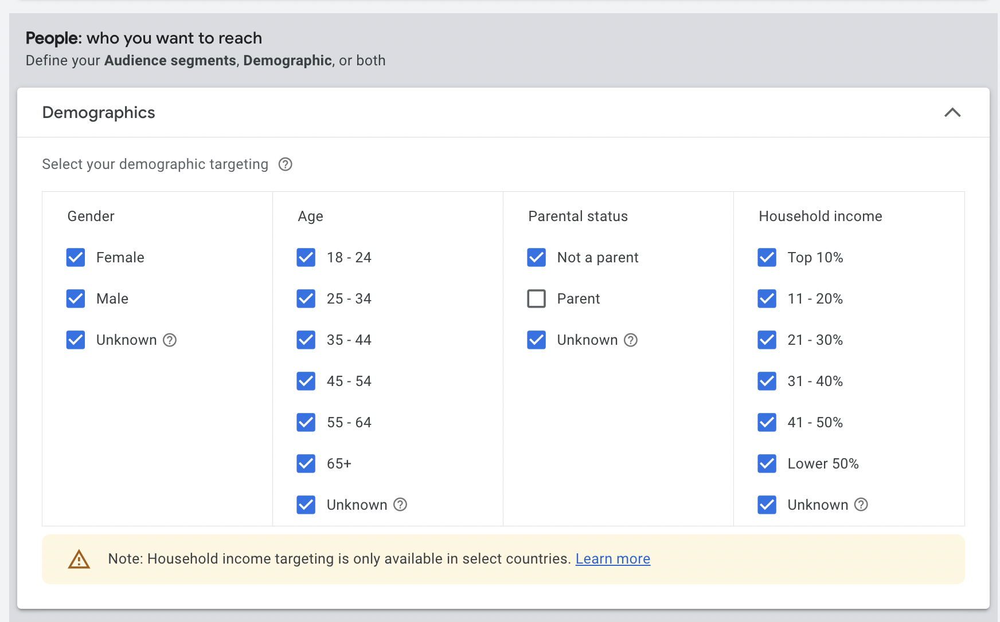 People: who you want to reach
Define your Audience segments, Demographic, or both
Demographics
Select your demographic targeting
Gender
Female
Male
Unknown
Age
18 - 24
25 - 34
35 - 44
45 - 54
55 - 64
65+
Unknown
Parental status
Not a parent
Parent
Unknown
Household income
Top 10%
11 - 20%
21 - 30%
31 - 40%
41 - 50%
Lower 50%
Unknown
Note: Household income targeting is only available in select countries. Learn more